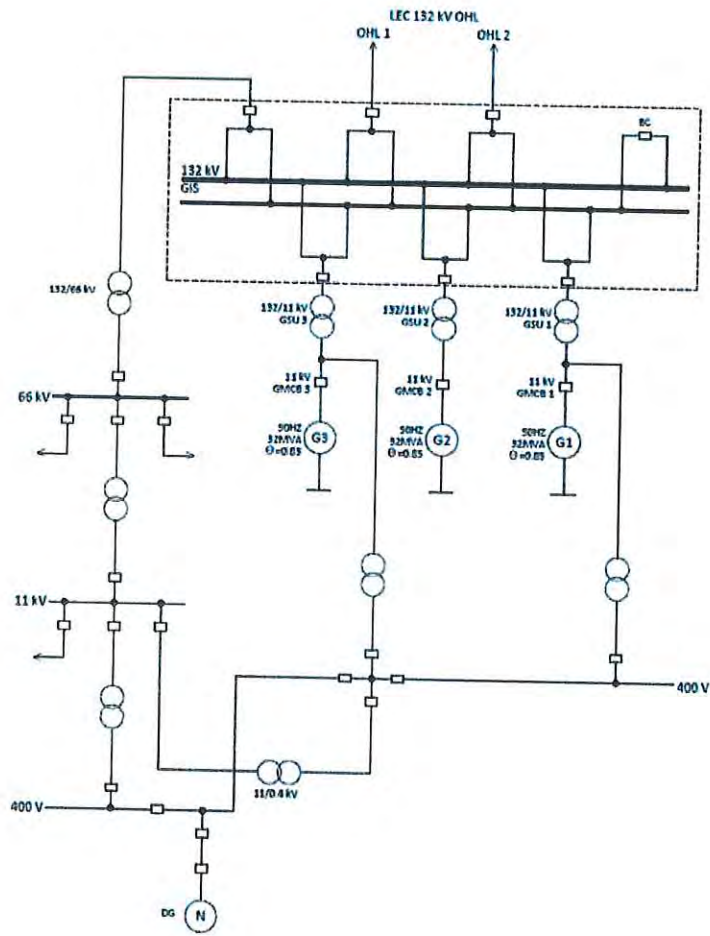 LEC 132 kV OHL
OHL 1
OHL 2
BC
132 kV
GIS
132/66 kV
132/11 kV
GSU 3
132/11 kV
GSU 2
132/11 kV
GSU 1
11 kV
GMCB 3
11 kV
GMCB 2
11 kV
GMCB 1
66 kV
50HZ
32MVA
Θ=0.85
G3
50HZ
32MVA
Θ=0.85
G2
50HZ
32MVA
Θ=0.85
G1
11 kV
400 V
11/0.4 kV
400 V
DG
N